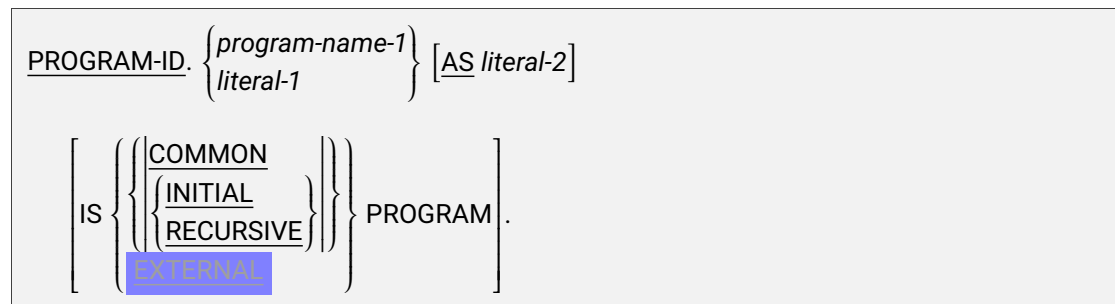 PROGRAM-ID. {program-name-1 literal-1} [AS literal-2]
[IS {{|COMMON {INITIAL RECURSIVE}|} EXTERNAL} PROGRAM].